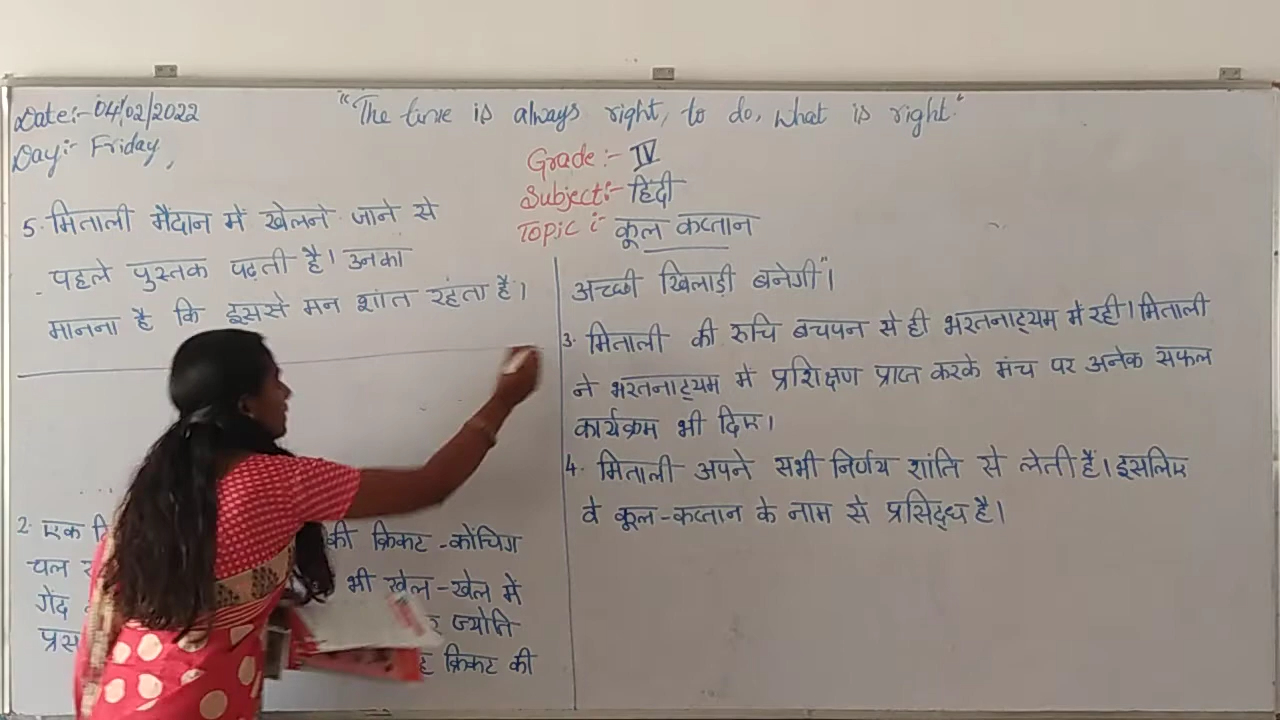 Date:- 04/02/2022
Day:- Friday,
"The time is always right, to do, what is right."
Grade:- IV
Subject:- हिंदी
Topic:- कूल कप्तान
5. मिताली मैदान में खेलने जाने से
पहले पुस्तक पढ़ती है। उनका
मानना है कि इससे मन शांत रहता है।
2. एक की क्रिकट-कोचिंग
चल भी खेल-खेल में
गेंद ज्योति
क्रिकट की
अच्छी खिलाड़ी बनेगी"।
3. मिताली की रुचि बचपन से ही भरतनाट्यम में रही। मिताली
ने भरतनाट्यम में प्रशिक्षण प्राप्त करके मंच पर अनेक सफल
कार्यक्रम भी दिए।
4. मिताली अपने सभी निर्णय शांति से लेती हैं। इसलिए
वे कूल-कप्तान के नाम से प्रसिद्ध है।